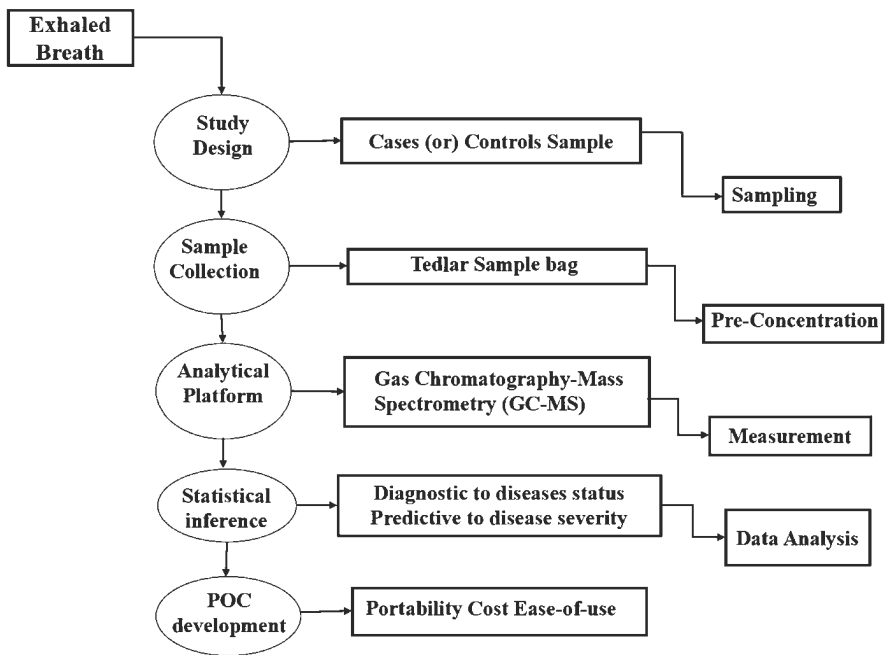 Exhaled
Breath
Study
Design
Cases (or) Controls Sample
Sampling
Sample
Collection
Tedlar Sample bag
Pre-Concentration
Analytical
Platform
Gas Chromatography-Mass
Spectrometry (GC-MS)
Measurement
Statistical
inference
Diagnostic to diseases status
Predictive to disease severity
Data Analysis
POC
development
Portability Cost Ease-of-use